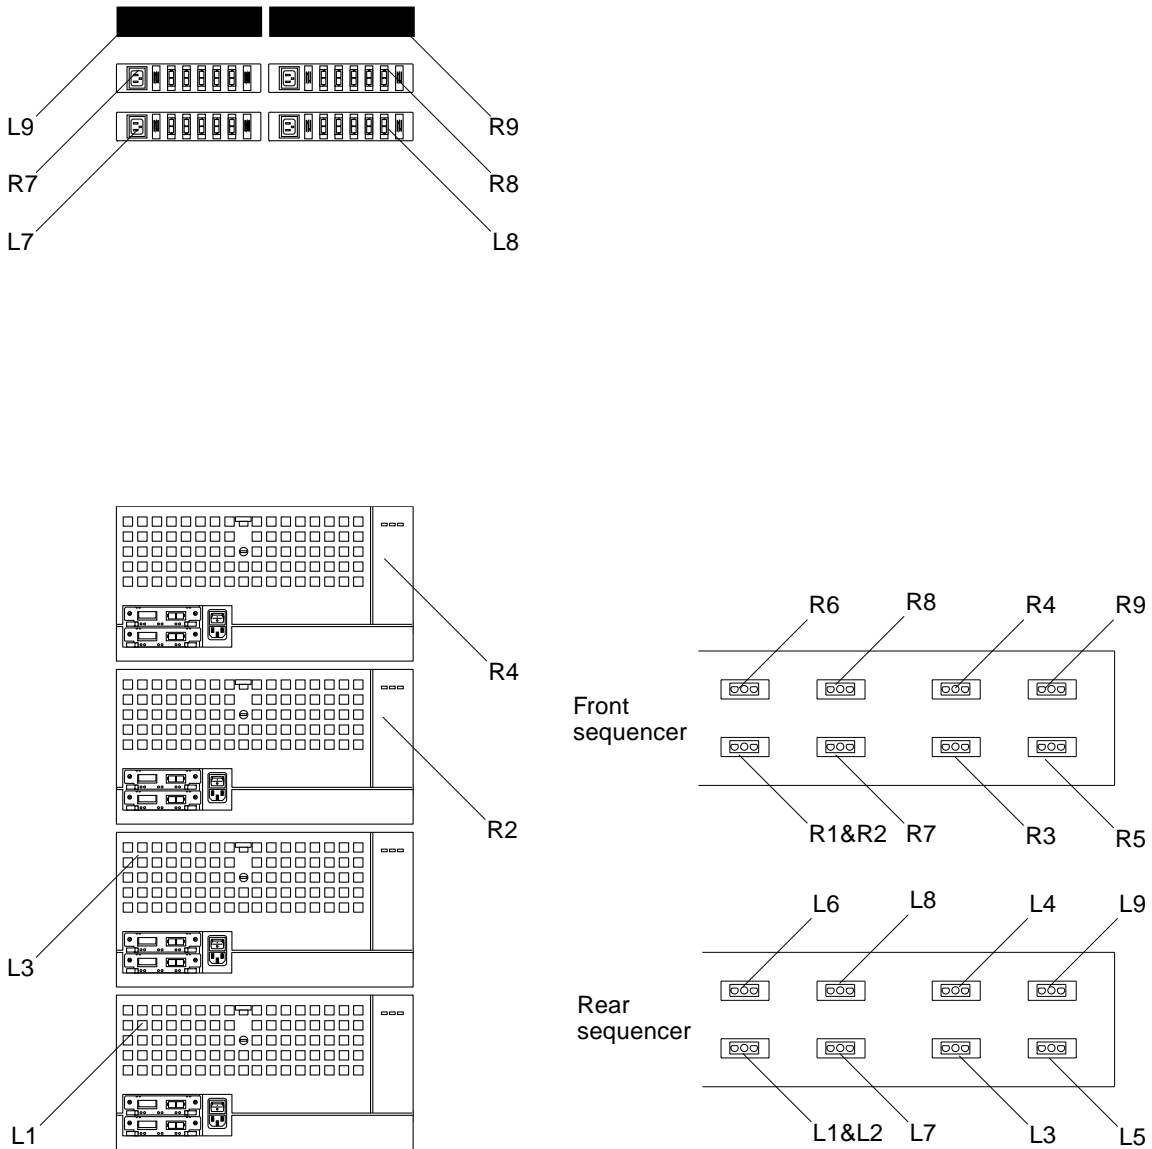 L9
R9
R7
R8
L7
L8
R4
R2
L3
L1
R6
R8
R4
R9
Front
sequencer
R1&R2
R7
R3
R5
L6
L8
L4
L9
Rear
sequencer
L1&L2
L7
L3
L5